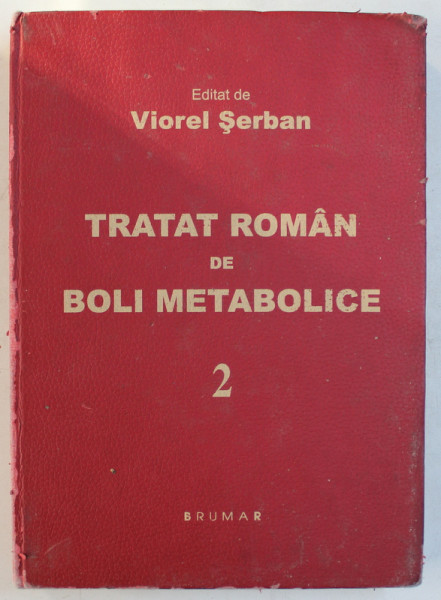 Editat de
Viorel Şerban
TRATAT ROMÂN
DE
BOLI METABOLICE
2
BRUMAR